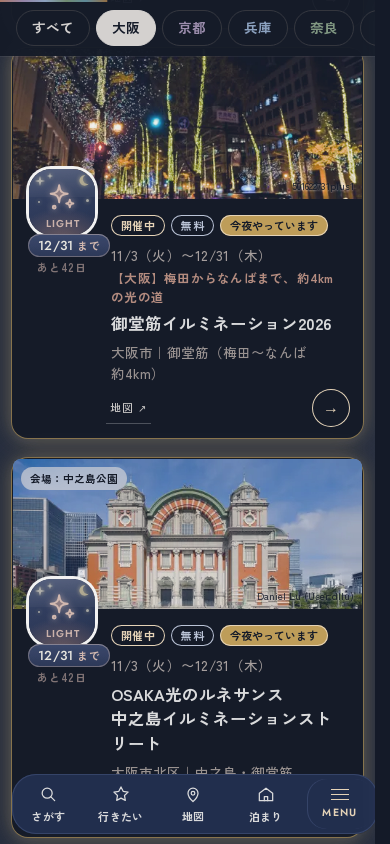 すべて
大阪
京都
兵庫
奈良
LIGHT
12/31 まで
あと42日
開催中
無料
今夜やっています
11/3（火）〜12/31（木）
【大阪】梅田からなんばまで、約4km
の光の道
御堂筋イルミネーション2026
大阪市｜御堂筋（梅田〜なんば
約4km）
地図 ↗
→
会場：中之島公園
LIGHT
12/31 まで
あと42日
開催中
無料
今夜やっています
11/3（火）〜12/31（木）
OSAKA光のルネサンス
中之島イルミネーションスト
リート
大阪市北区｜中之島・御堂筋
さがす
行きたい
地図
泊まり
MENU